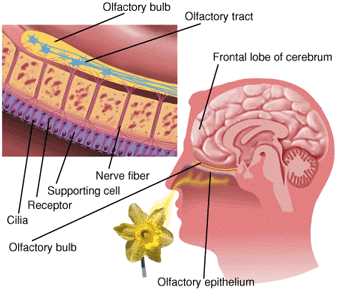 Olfactory bulb
Olfactory tract
Frontal lobe of cerebrum
Nerve fiber
Supporting cell
Receptor
Cilia
Olfactory bulb
Olfactory epithelium